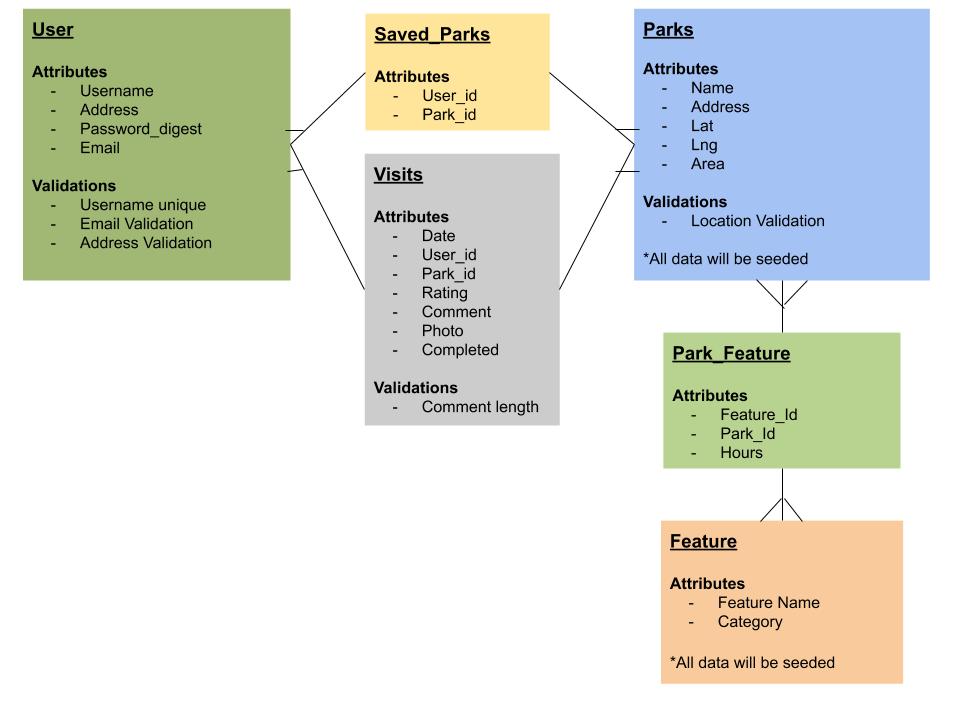 User
Attributes
- Username
- Address
- Password_digest
- Email
Validations
- Username unique
- Email Validation
- Address Validation
Saved_Parks
Attributes
- User_id
- Park_id
Visits
Attributes
- Date
- User_id
- Park_id
- Rating
- Comment
- Photo
- Completed
Validations
- Comment length
Parks
Attributes
- Name
- Address
- Lat
- Lng
- Area
Validations
- Location Validation
*All data will be seeded
Park_Feature
Attributes
- Feature_Id
- Park_Id
- Hours
Feature
Attributes
- Feature Name
- Category
*All data will be seeded